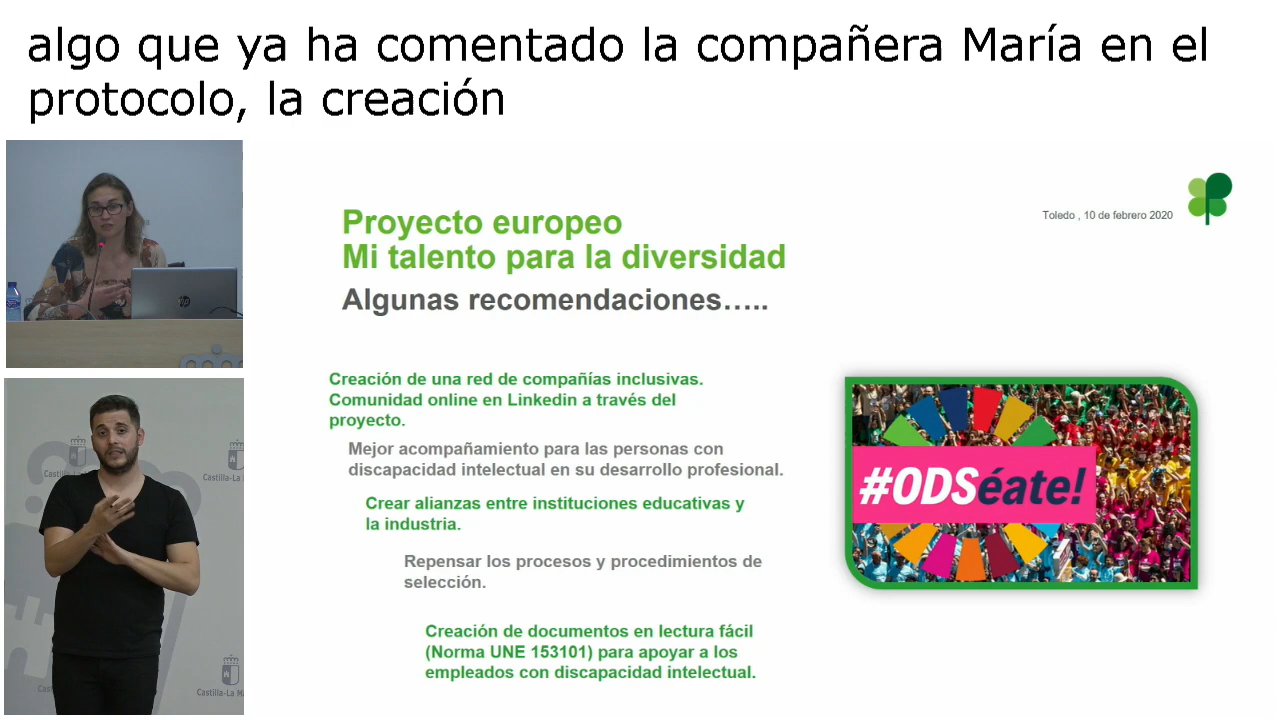 algo que ya ha comentado la compañera María en el
protocolo, la creación
Toledo , 10 de febrero 2020
Proyecto europeo
Mi talento para la diversidad
Algunas recomendaciones…..
Creación de una red de compañías inclusivas.
Comunidad online en Linkedin a través del
proyecto.
Mejor acompañamiento para las personas con
discapacidad intelectual en su desarrollo profesional.
Crear alianzas entre instituciones educativas y
la industria.
Repensar los procesos y procedimientos de
selección.
Creación de documentos en lectura fácil
(Norma UNE 153101) para apoyar a los
empleados con discapacidad intelectual.
#ODSéate!
hp
Castilla-La M
Castilla-La M